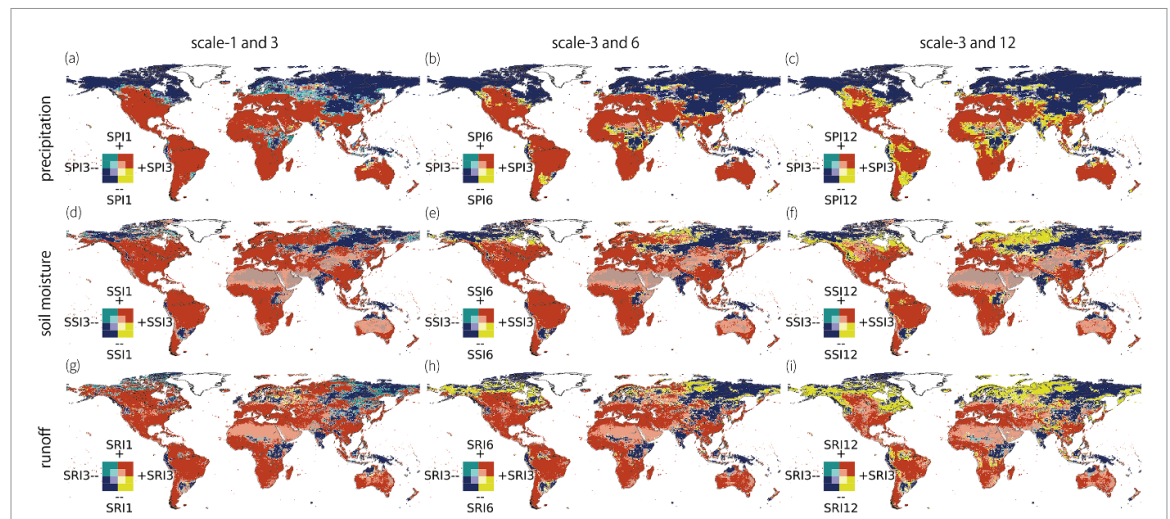 scale-1 and 3
scale-3 and 6
scale-3 and 12
(a)
(b)
(c)
precipitation
SPI1
+
SPI3--
+SPI3
--
SPI1
SPI6
+
SPI3--
+SPI3
--
SPI6
SPI12
+
SPI3--
+SPI3
--
SPI12
(d)
(e)
(f)
soil moisture
SSI1
+
SSI3--
+SSI3
--
SSI1
SSI6
+
SSI3--
+SSI3
--
SSI6
SSI12
+
SSI3--
+SSI3
--
SSI12
(g)
(h)
(i)
runoff
SRI1
+
SRI3--
+SRI3
--
SRI1
SRI6
+
SRI3--
+SRI3
--
SRI6
SRI12
+
SRI3--
+SRI3
--
SRI12